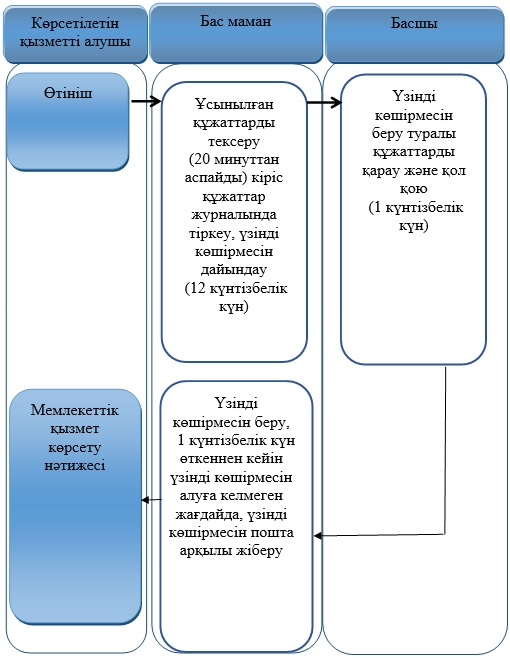 Көрсетілетін
қызметті алушы
Бас маман
Басшы
Өтініш
Ұсынылған
құжаттарды
тексеру
(20 минуттан
аспайды) кіріс
құжаттар
журналында
тіркеу, үзінді
көшірмесін
дайындау
(12 күнтізбелік
күн)
Үзінді
көшірмесін
беру туралы
құжаттарды
қарау және қол
қою
(1 күнтізбелік
күн)
Мемлекеттік
қызмет
көрсету
нәтижесі
Үзінді
көшірмесін беру,
1 күнтізбелік күн
өткеннен кейін
үзінді көшірмесін
алуға келмеген
жағдайда, үзінді
көшірмесін пошта
арқылы жіберу